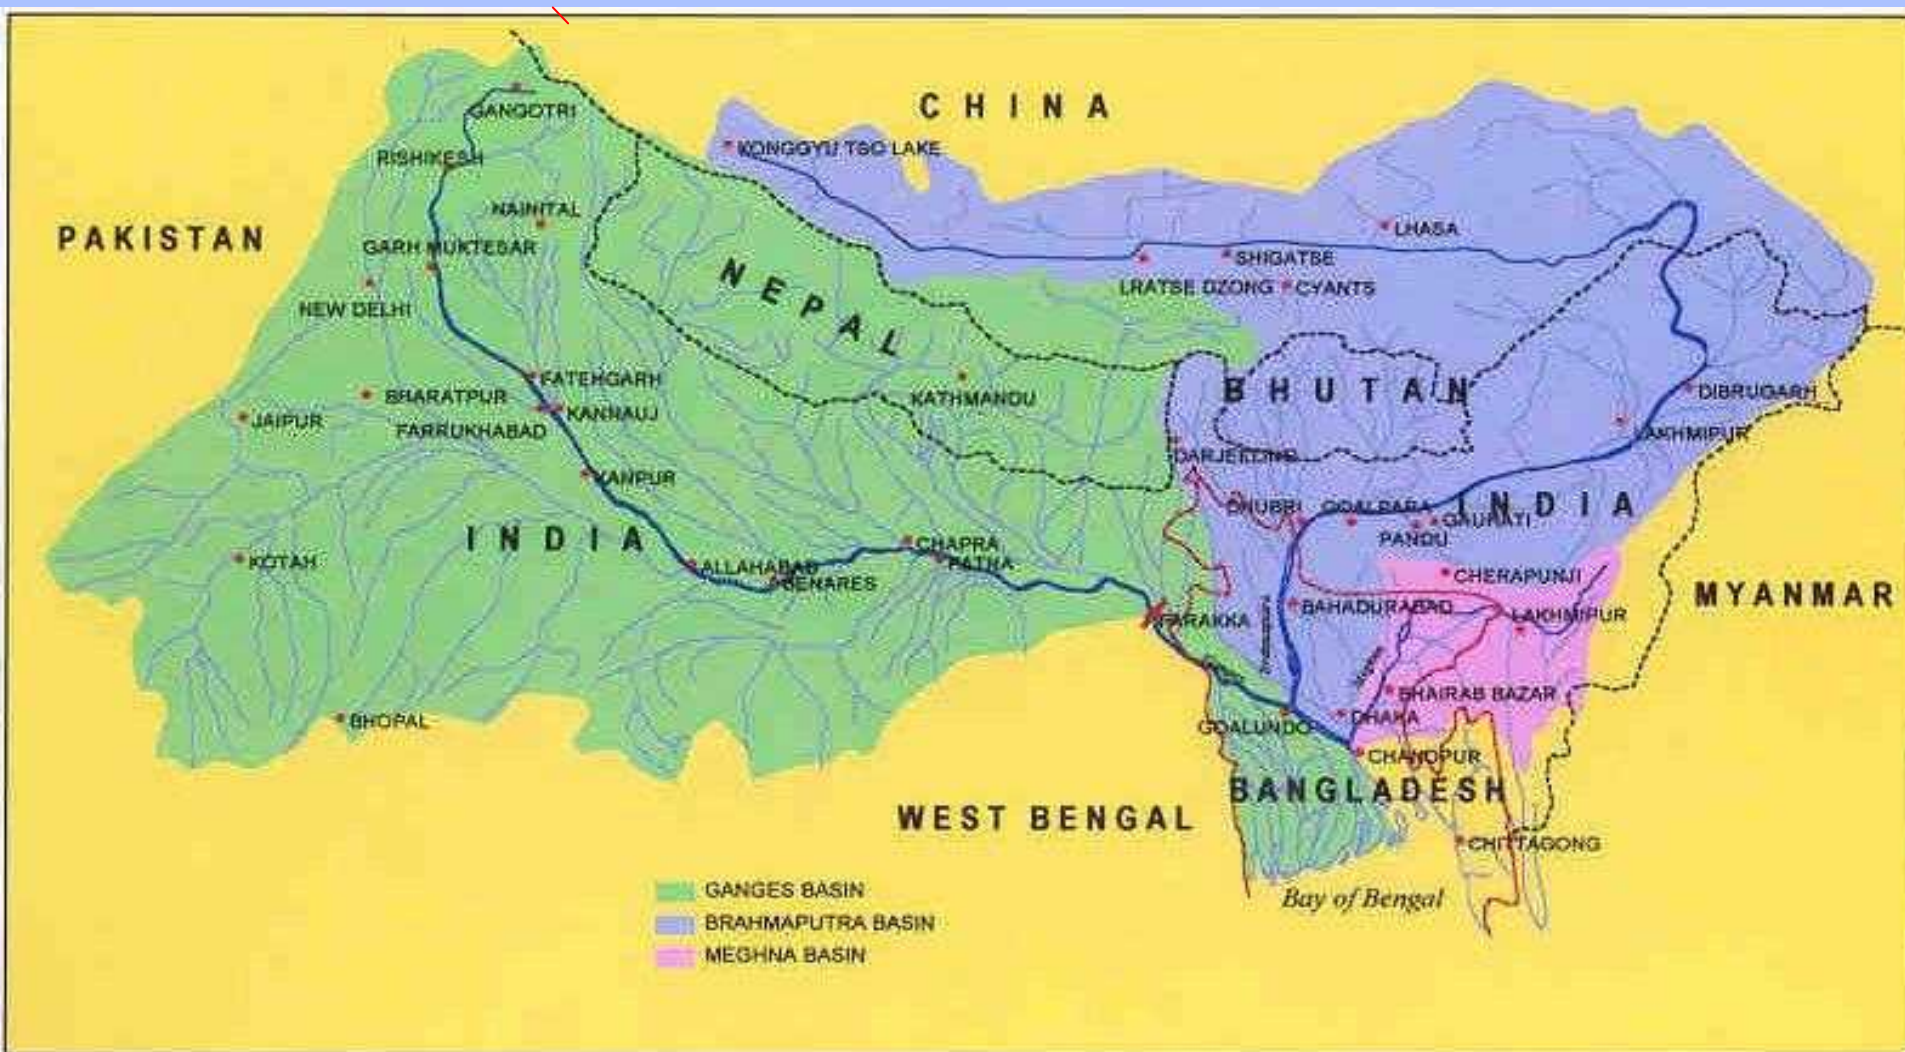 CHINA
GANGOTRI
KONGGYU TSO LAKE
RISHIKESH
NAINITAL
PAKISTAN
LHASA
GARH MUKTESAR
SHIGATSE
NEPAL
LRATSE DZONG
CYANTS
NEW DELHI
FATEHGARH
BHUTAN
DIBRUGARH
BHARATPUR
KATHMANDU
KANNAUJ
JAIPUR
FARRUKHABAD
LAKHMIPUR
DARJEELING
KANPUR
DHUBRI
GOALPARA
INDIA
GAUHATI
PANDU
INDIA
CHAPRA
PATRA
KOTAH
ALLAHABAD
BENARES
CHERAPUNJI
MYANMAR
BAHADURABAD
LAKHMIPUR
FARAKKA
Meghna
BHAIRAB BAZAR
BHOPAL
GOALUNDO
DHAKA
CHANDPUR
BANGLADESH
WEST BENGAL
CHITTAGONG
GANGES BASIN
Bay of Bengal
BRAHMAPUTRA BASIN
MEGHNA BASIN